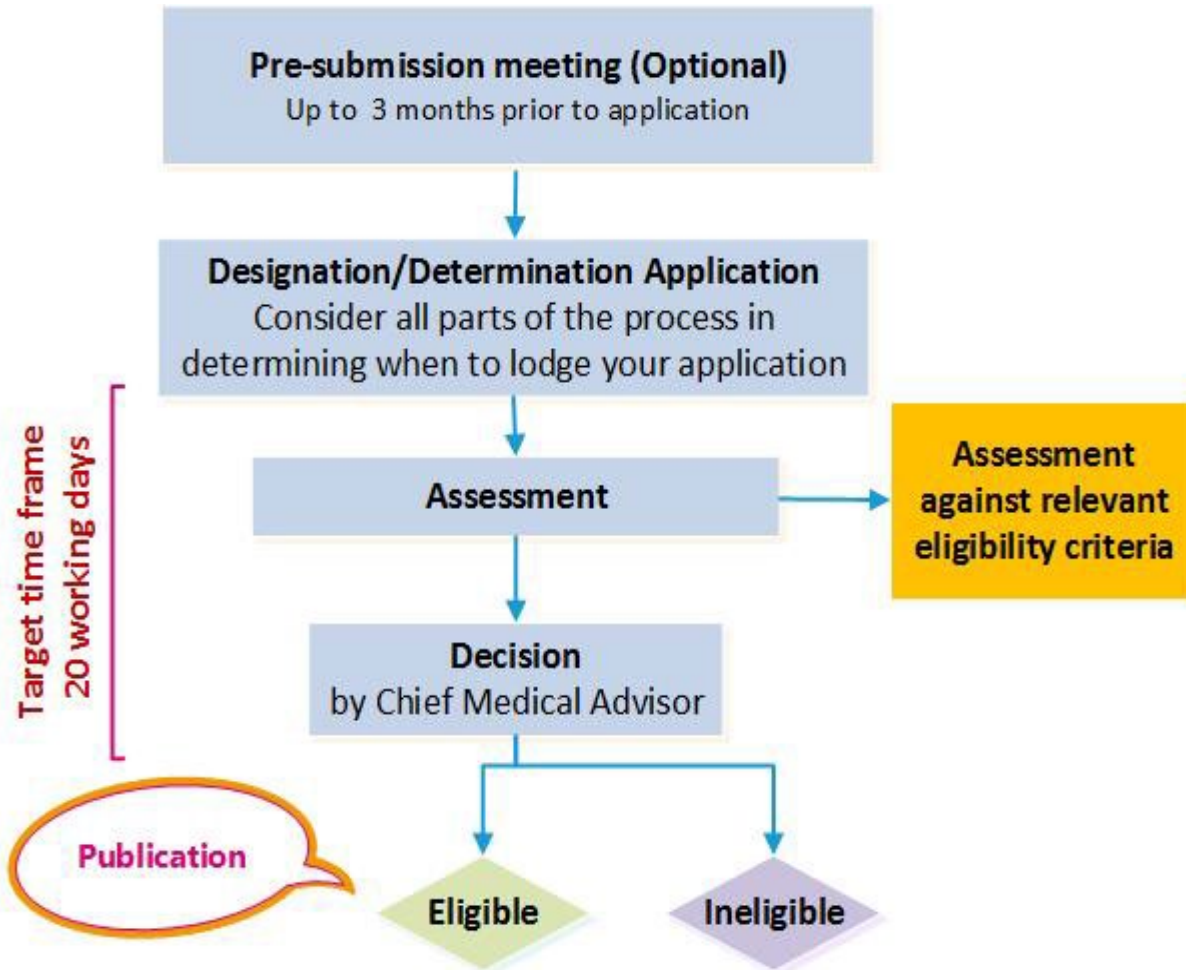 Pre-submission meeting (Optional)
Up to 3 months prior to application
Designation/Determination Application
Consider all parts of the process in
determining when to lodge your application
Target time frame
20 working days
Assessment
Assessment
against relevant
eligibility criteria
Decision
by Chief Medical Advisor
Publication
Eligible
Ineligible